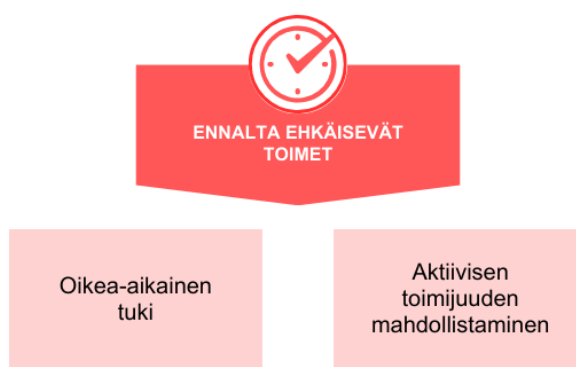 ENNALTA EHKÄISEVÄT
TOIMET
Oikea-aikainen
tuki
Aktiivisen
toimijuuden
mahdollistaminen